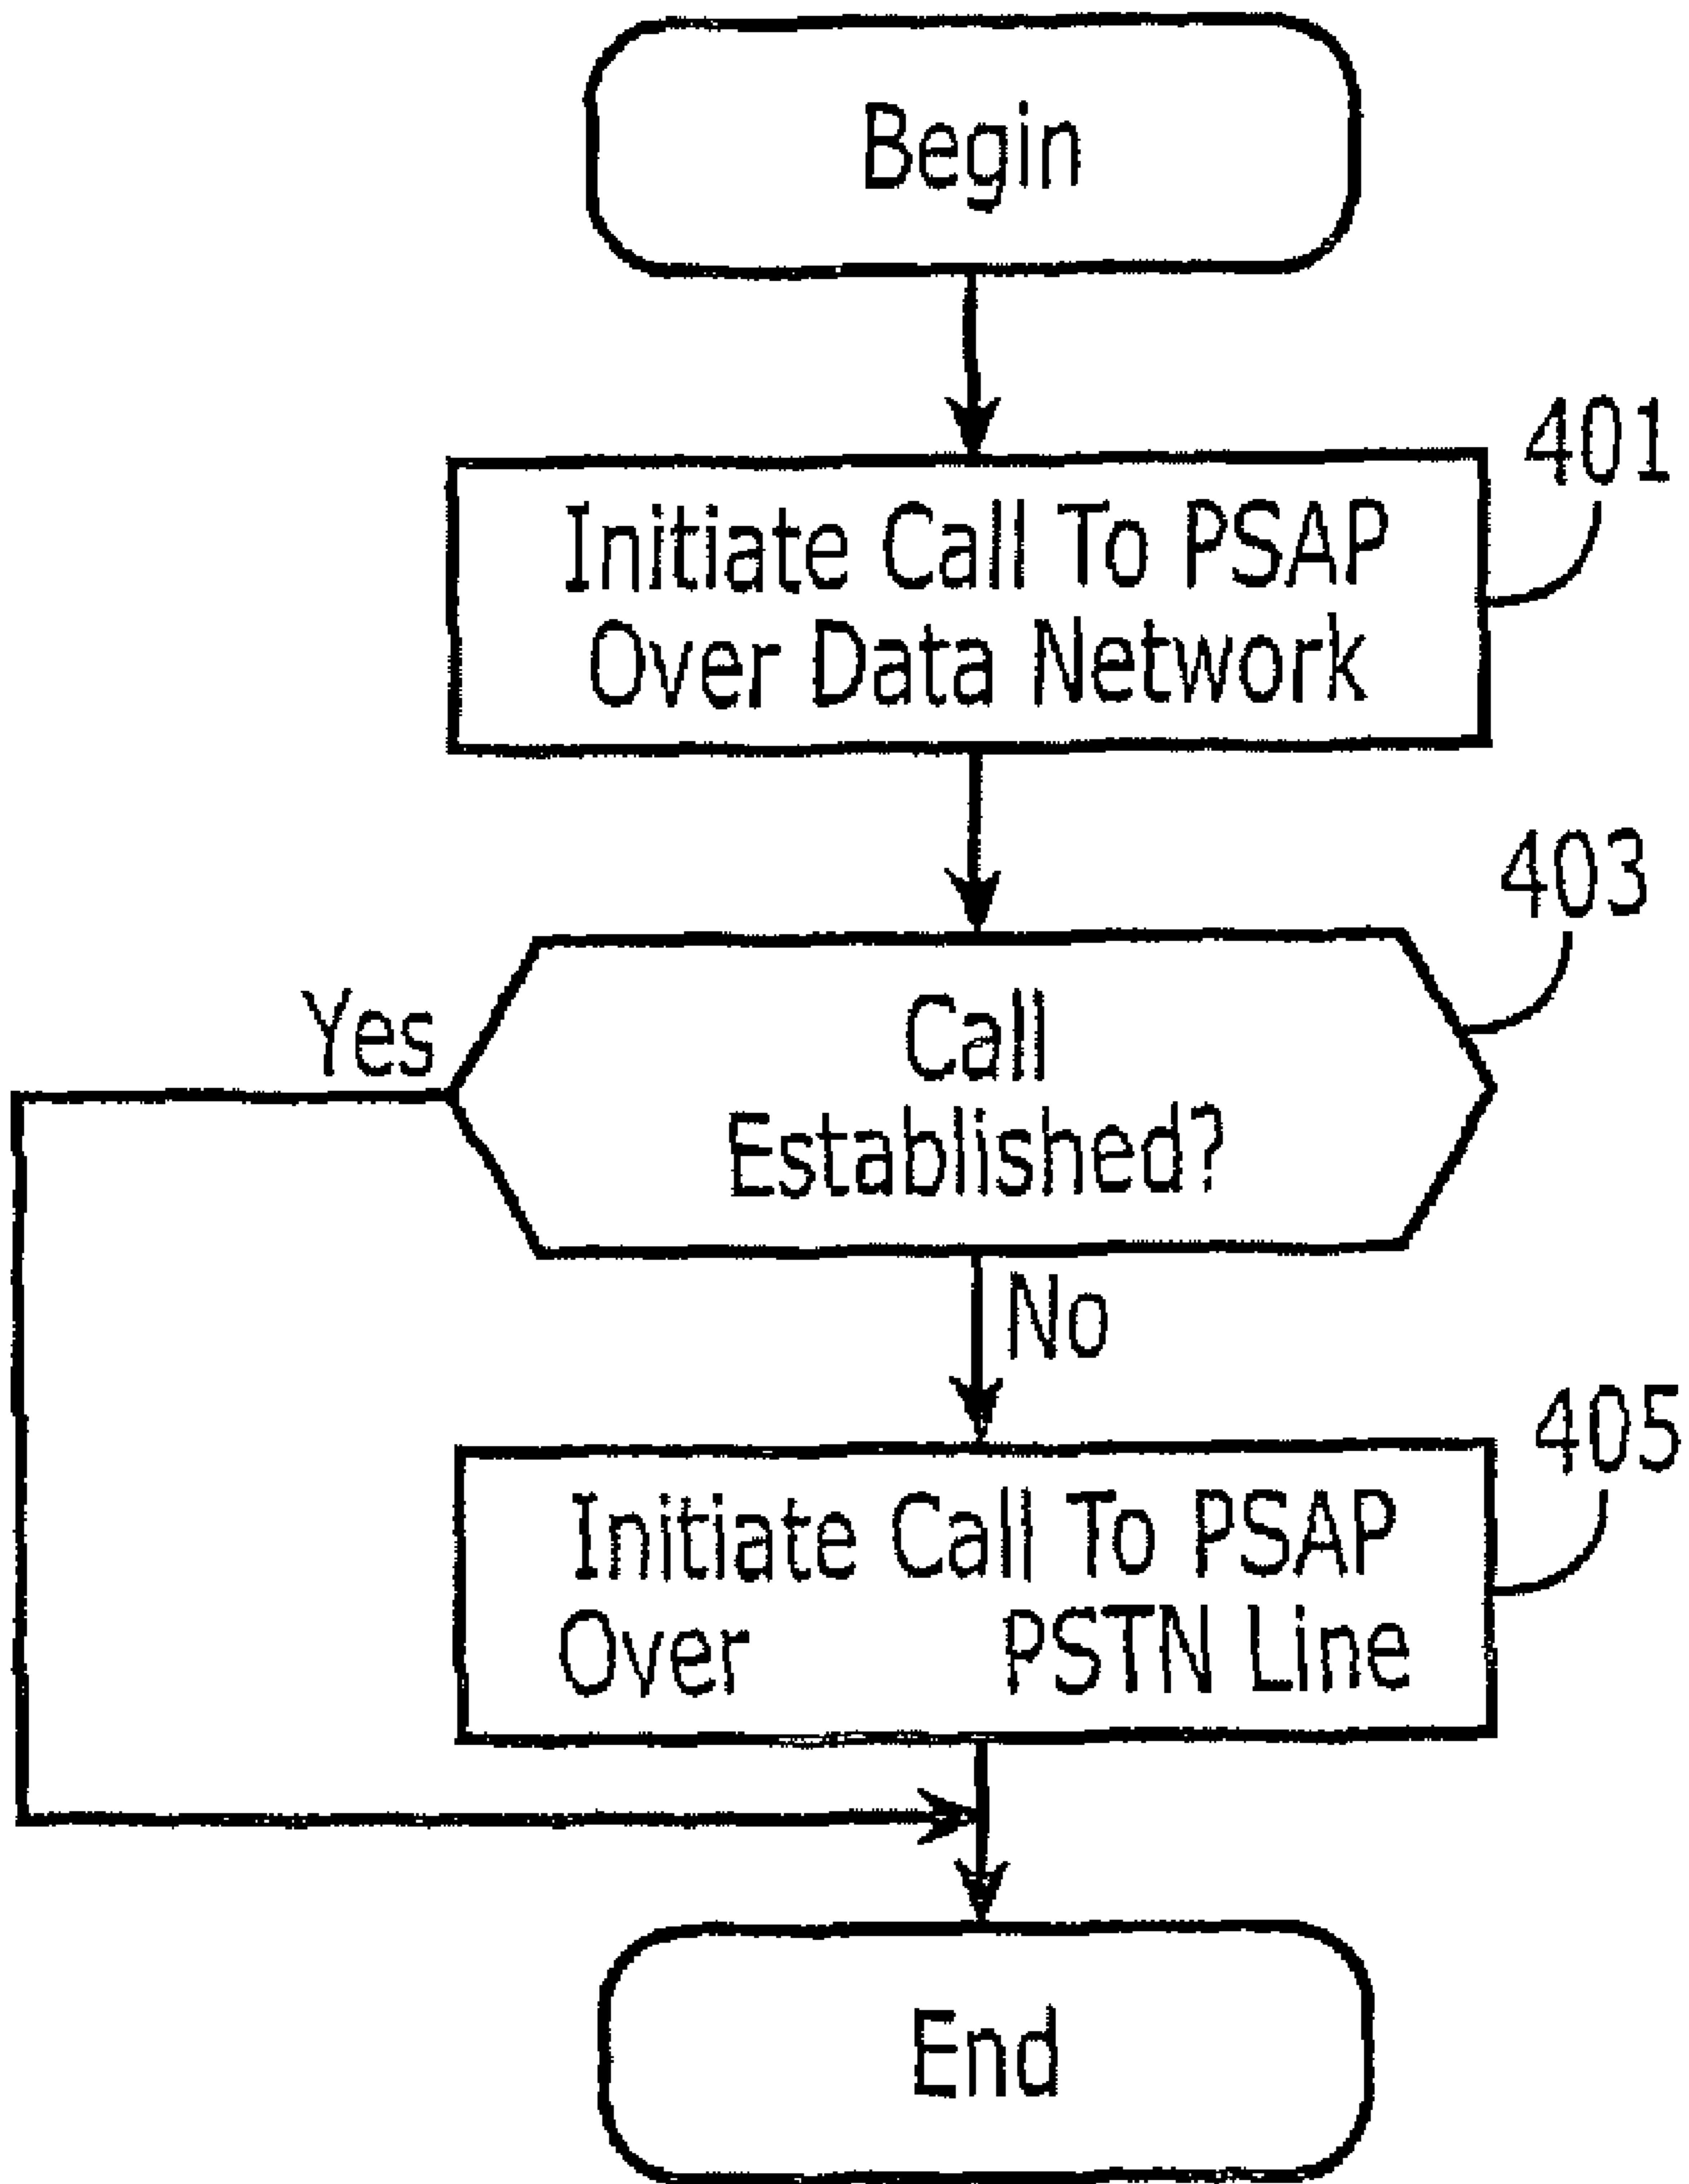 Begin
401
Initiate Call To PSAP
Over Data Network
403
Yes
Call
Established?
No
405
Initiate Call To PSAP
Over PSTN Line
End